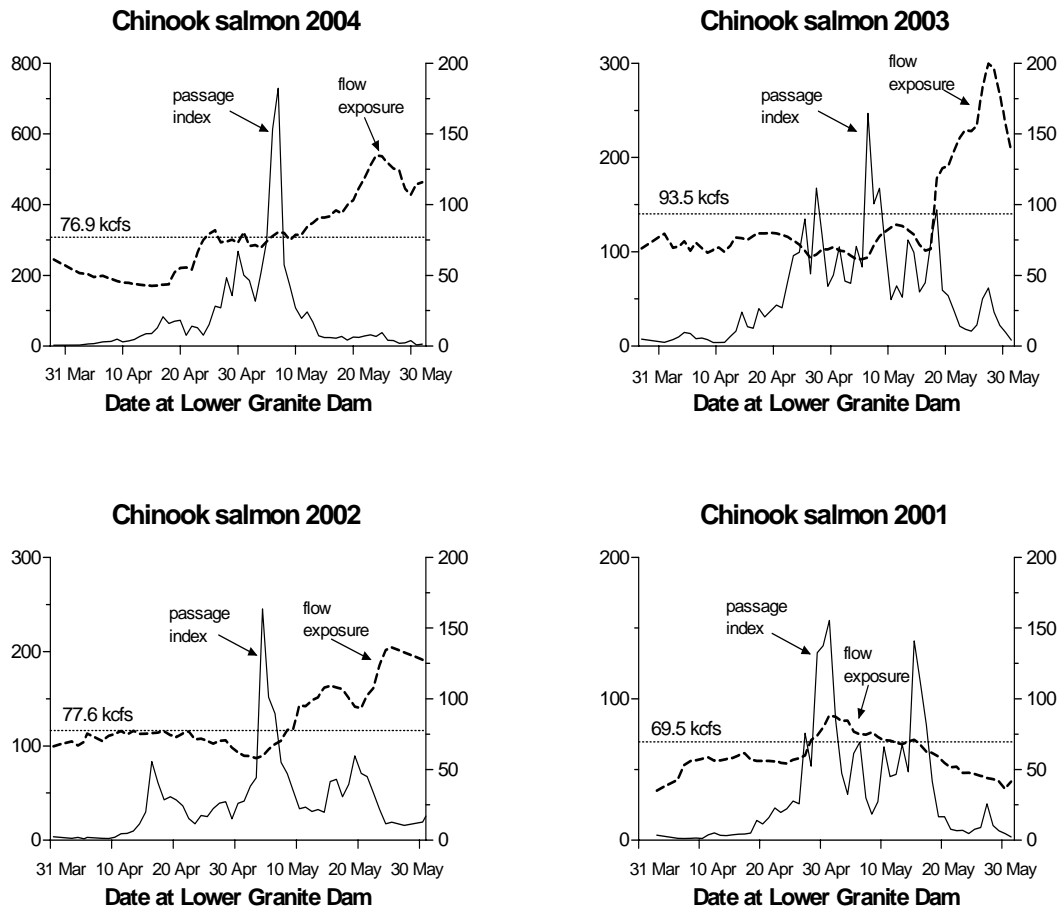 Chinook salmon 2004
800
600
400
200
0
200
150
100
50
0
passage
index
flow
exposure
76.9 kcfs
31 Mar 10 Apr 20 Apr 30 Apr 10 May 20 May 30 May
Date at Lower Granite Dam
Chinook salmon 2003
300
200
100
0
200
150
100
50
0
passage
index
flow
exposure
93.5 kcfs
31 Mar 10 Apr 20 Apr 30 Apr 10 May 20 May 30 May
Date at Lower Granite Dam
Chinook salmon 2002
300
200
100
0
200
150
100
50
0
passage
index
flow
exposure
77.6 kcfs
31 Mar 10 Apr 20 Apr 30 Apr 10 May 20 May 30 May
Date at Lower Granite Dam
Chinook salmon 2001
200
100
0
200
150
100
50
0
passage
index
flow
exposure
69.5 kcfs
31 Mar 10 Apr 20 Apr 30 Apr 10 May 20 May 30 May
Date at Lower Granite Dam